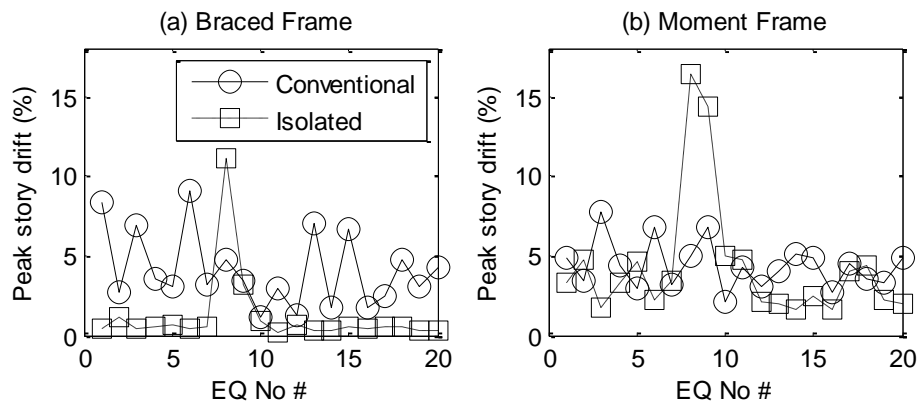 (a) Braced Frame
Peak story drift (%)
15
10
5
0
Conventional
Isolated
0 5 10 15 20
EQ No #
(b) Moment Frame
Peak story drift (%)
15
10
5
0
0 5 10 15 20
EQ No #